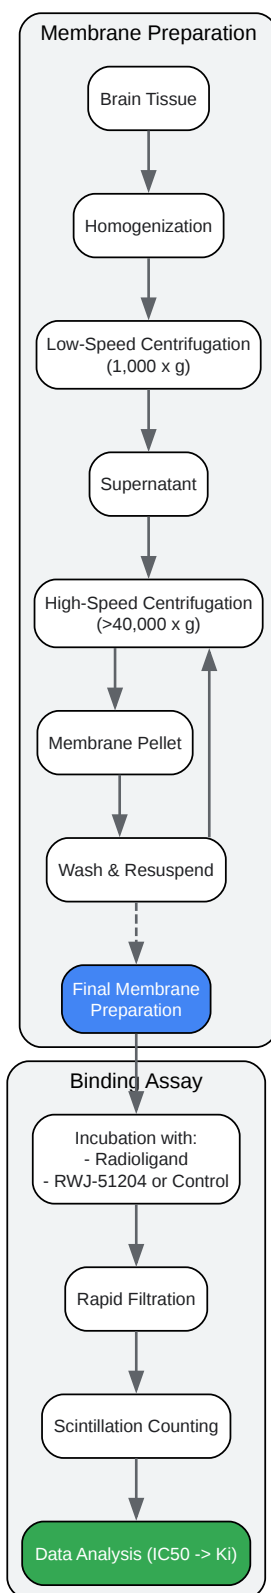 Membrane Preparation
Brain Tissue
Homogenization
Low-Speed Centrifugation
(1,000 x g)
Supernatant
High-Speed Centrifugation
(>40,000 x g)
Membrane Pellet
Wash & Resuspend
Final Membrane
Preparation
Binding Assay
Incubation with:
- Radioligand
- RWJ-51204 or Control
Rapid Filtration
Scintillation Counting
Data Analysis (IC50 -> Ki)